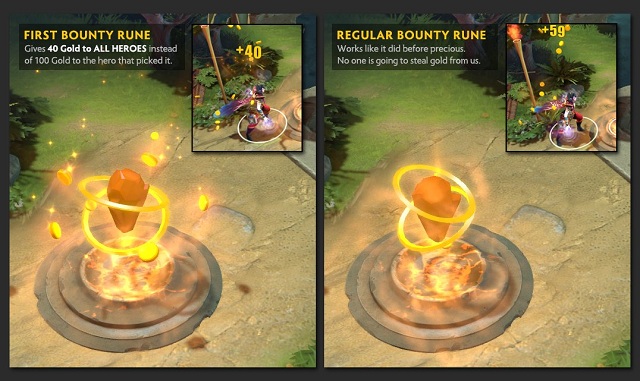 FIRST BOUNTY RUNE
Gives 40 Gold to ALL HEROES instead
of 100 Gold to the hero that picked it.
+40
REGULAR BOUNTY RUNE
Works like it did before precious.
No one is going to steal gold from us.
+59